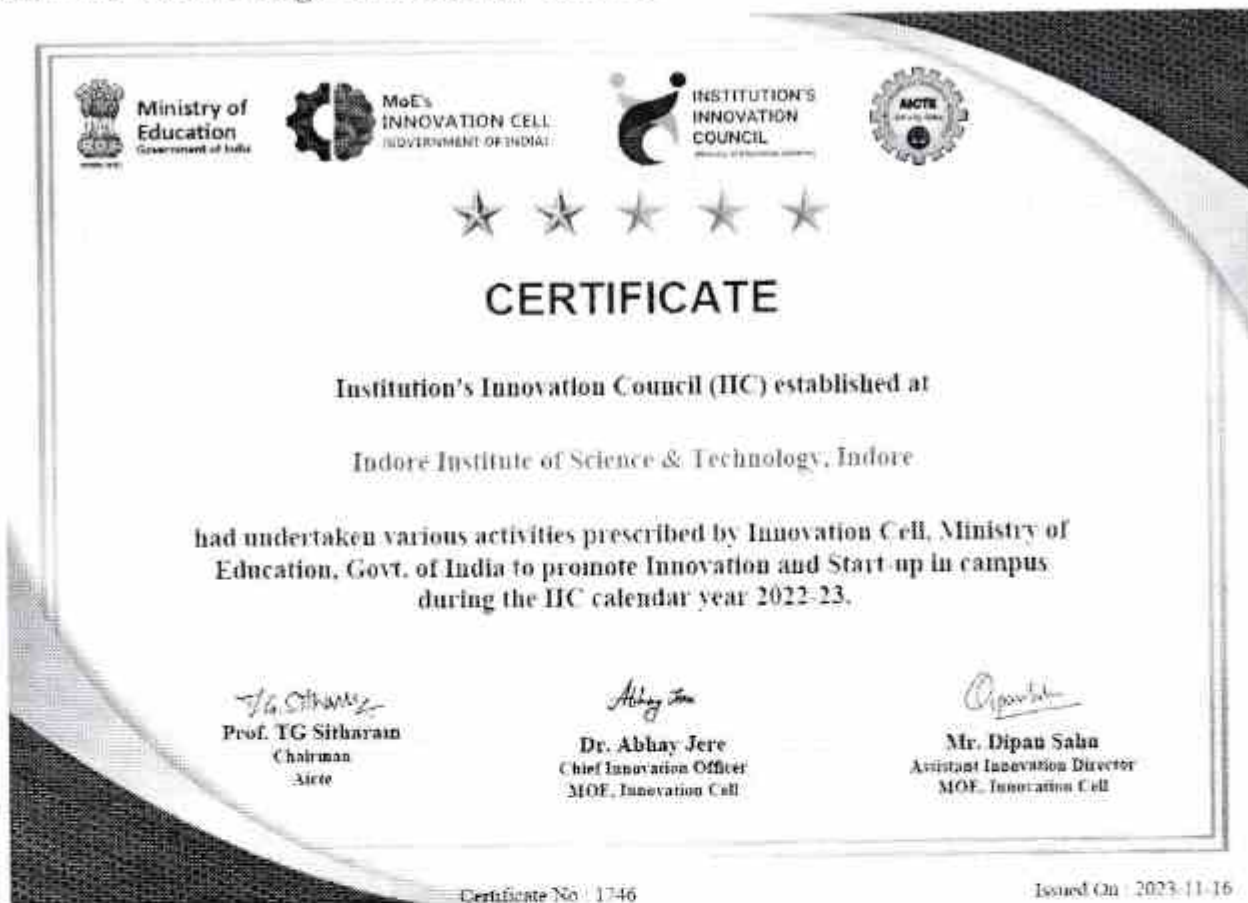 Ministry of
Education
Government of India
MoE's
INNOVATION CELL
(GOVERNMENT OF INDIA)
INSTITUTION'S
INNOVATION
COUNCIL
AICTE
CERTIFICATE
Institution's Innovation Council (IIC) established at
Indore Institute of Science & Technology, Indore
had undertaken various activities prescribed by Innovation Cell, Ministry of
Education, Govt. of India to promote Innovation and Start-up in campus
during the IIC calendar year 2022-23.
Prof. TG Sitharam
Chairman
Aicte
Abhay Jere
Dr. Abhay Jere
Chief Innovation Officer
MOE, Innovation Cell
Mr. Dipan Sahu
Assistant Innovation Director
MOE, Innovation Cell
Certificate No : 1746
Issued On : 2023-11-16